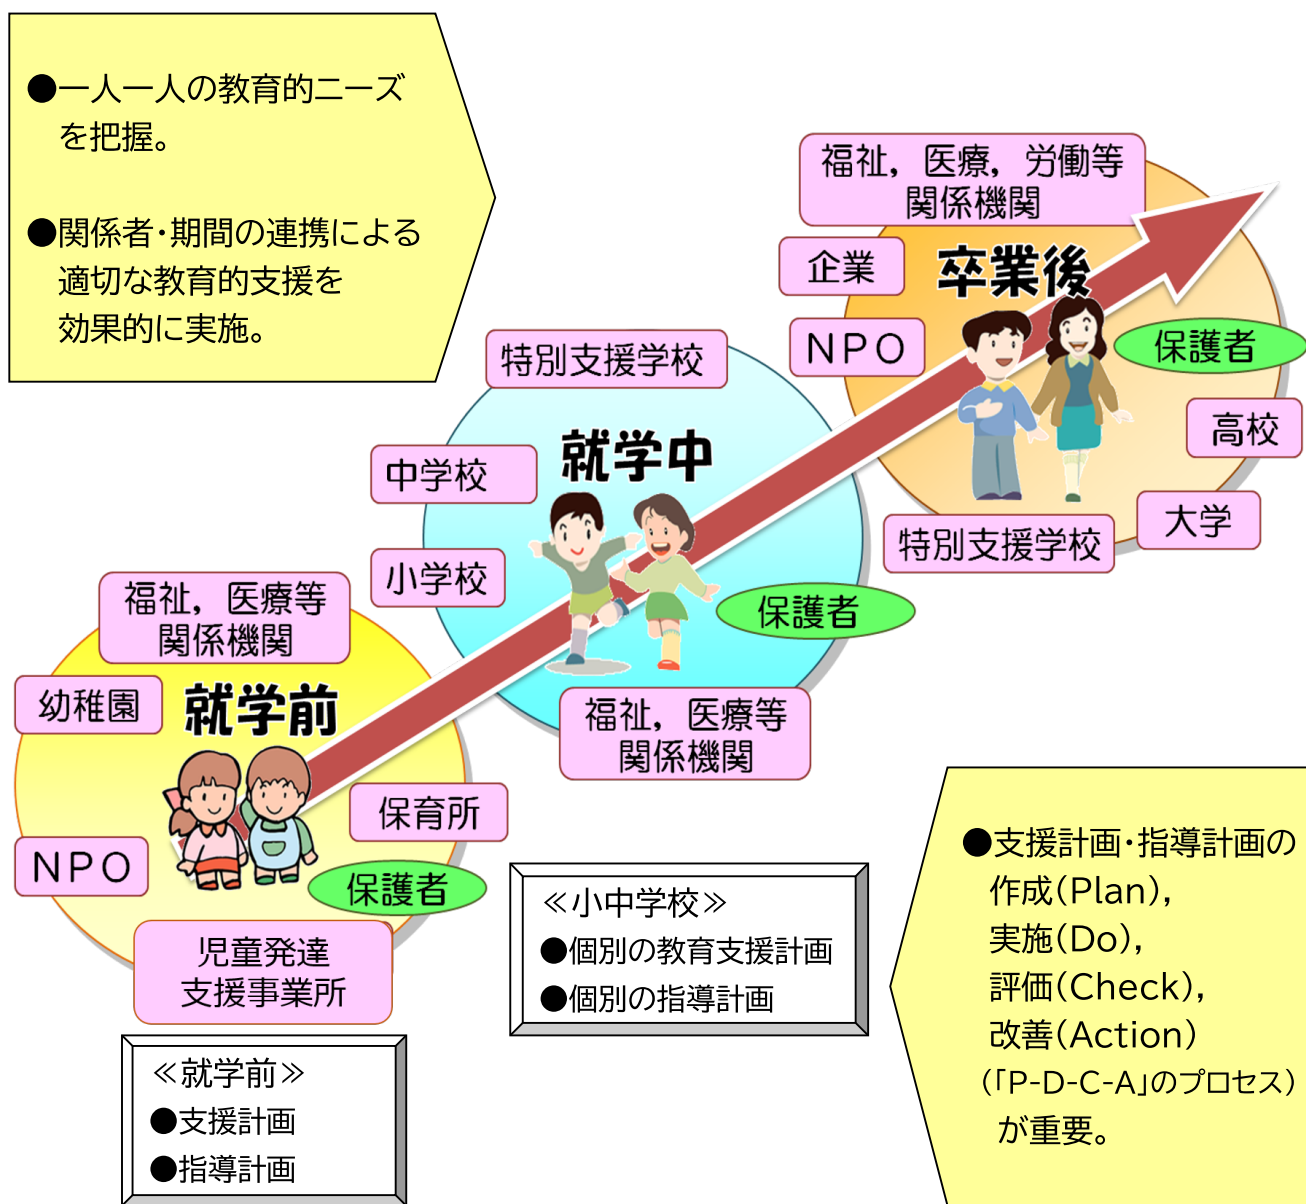 ●一人一人の教育的ニーズ
を把握。
●関係者・期間の連携による
適切な教育的支援を
効果的に実施。
福祉，医療，労働等
関係機関
企業
卒業後
ＮＰＯ
保護者
高校
大学
特別支援学校
特別支援学校
就学中
中学校
小学校
保護者
福祉，医療等
関係機関
福祉，医療等
関係機関
幼稚園
就学前
保育所
ＮＰＯ
保護者
児童発達
支援事業所
≪小中学校≫
●個別の教育支援計画
●個別の指導計画
≪就学前≫
●支援計画
●指導計画
●支援計画・指導計画の
作成（Plan），
実施（Do），
評価（Check），
改善（Action）
（「P-D-C-A」のプロセス）
が重要。